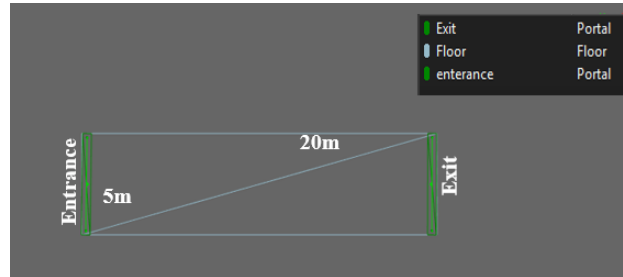 Exit Portal
Floor Floor
enterance Portal
20m
Entrance
5m
Exit